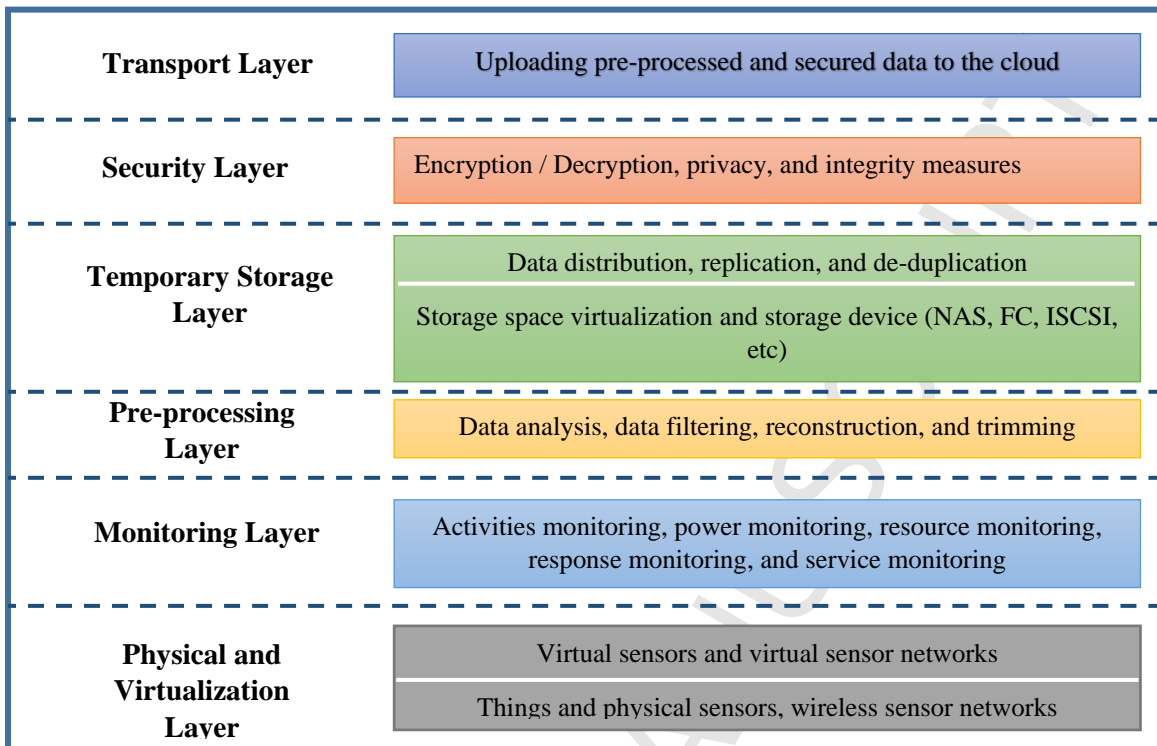 Transport Layer
Uploading pre-processed and secured data to the cloud
Security Layer
Encryption / Decryption, privacy, and integrity measures
Temporary Storage
Layer
Data distribution, replication, and de-duplication
Storage space virtualization and storage device (NAS, FC, ISCSI,
etc)
Pre-processing
Layer
Data analysis, data filtering, reconstruction, and trimming
Monitoring Layer
Activities monitoring, power monitoring, resource monitoring,
response monitoring, and service monitoring
Physical and
Virtualization
Layer
Virtual sensors and virtual sensor networks
Things and physical sensors, wireless sensor networks